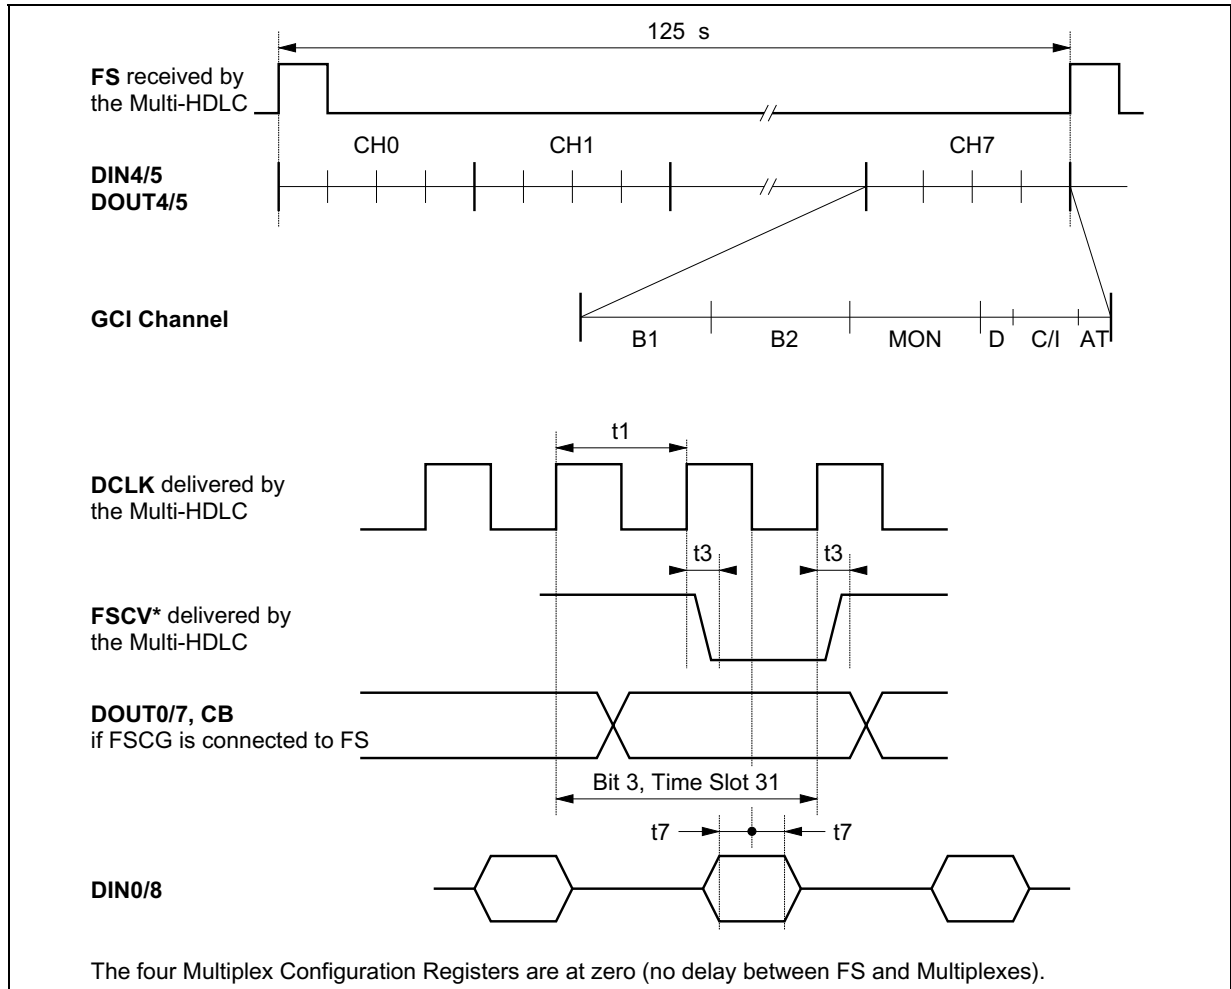 125 s
FS received by
the Multi-HDLC
CH0 CH1 CH7
DIN4/5
DOUT4/5
GCI Channel
B1 B2 MON D C/I AT
t1
DCLK delivered by
the Multi-HDLC
t3 t3
FSCV* delivered by
the Multi-HDLC
DOUT0/7, CB
if FSCG is connected to FS
Bit 3, Time Slot 31
t7 t7
DIN0/8
The four Multiplex Configuration Registers are at zero (no delay between FS and Multiplexes).